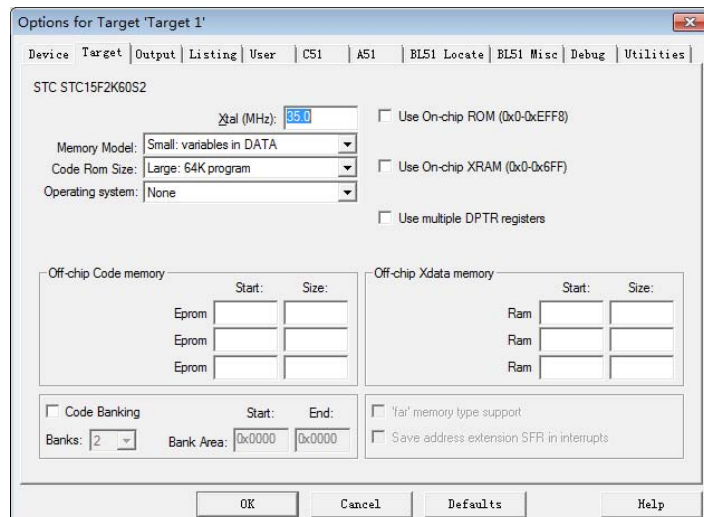 Options for Target 'Target 1'
Device Target Output Listing User C51 A51 BL51 Locate BL51 Misc Debug Utilities
STC STC15F2K60S2
Xtal (MHz): 35.0
Use On-chip ROM (0x0-0xEFF8)
Memory Model: Small: variables in DATA
Code Rom Size: Large: 64K program
Use On-chip XRAM (0x0-0x6FF)
Operating system: None
Use multiple DPTR registers
Off-chip Code memory
Start: Size:
Eprom
Eprom
Eprom
Off-chip Xdata memory
Start: Size:
Ram
Ram
Ram
Code Banking Start: End:
Banks: 2 Bank Area: 0x0000 0x0000
'far' memory type support
Save address extension SFR in interrupts
OK Cancel Defaults Help